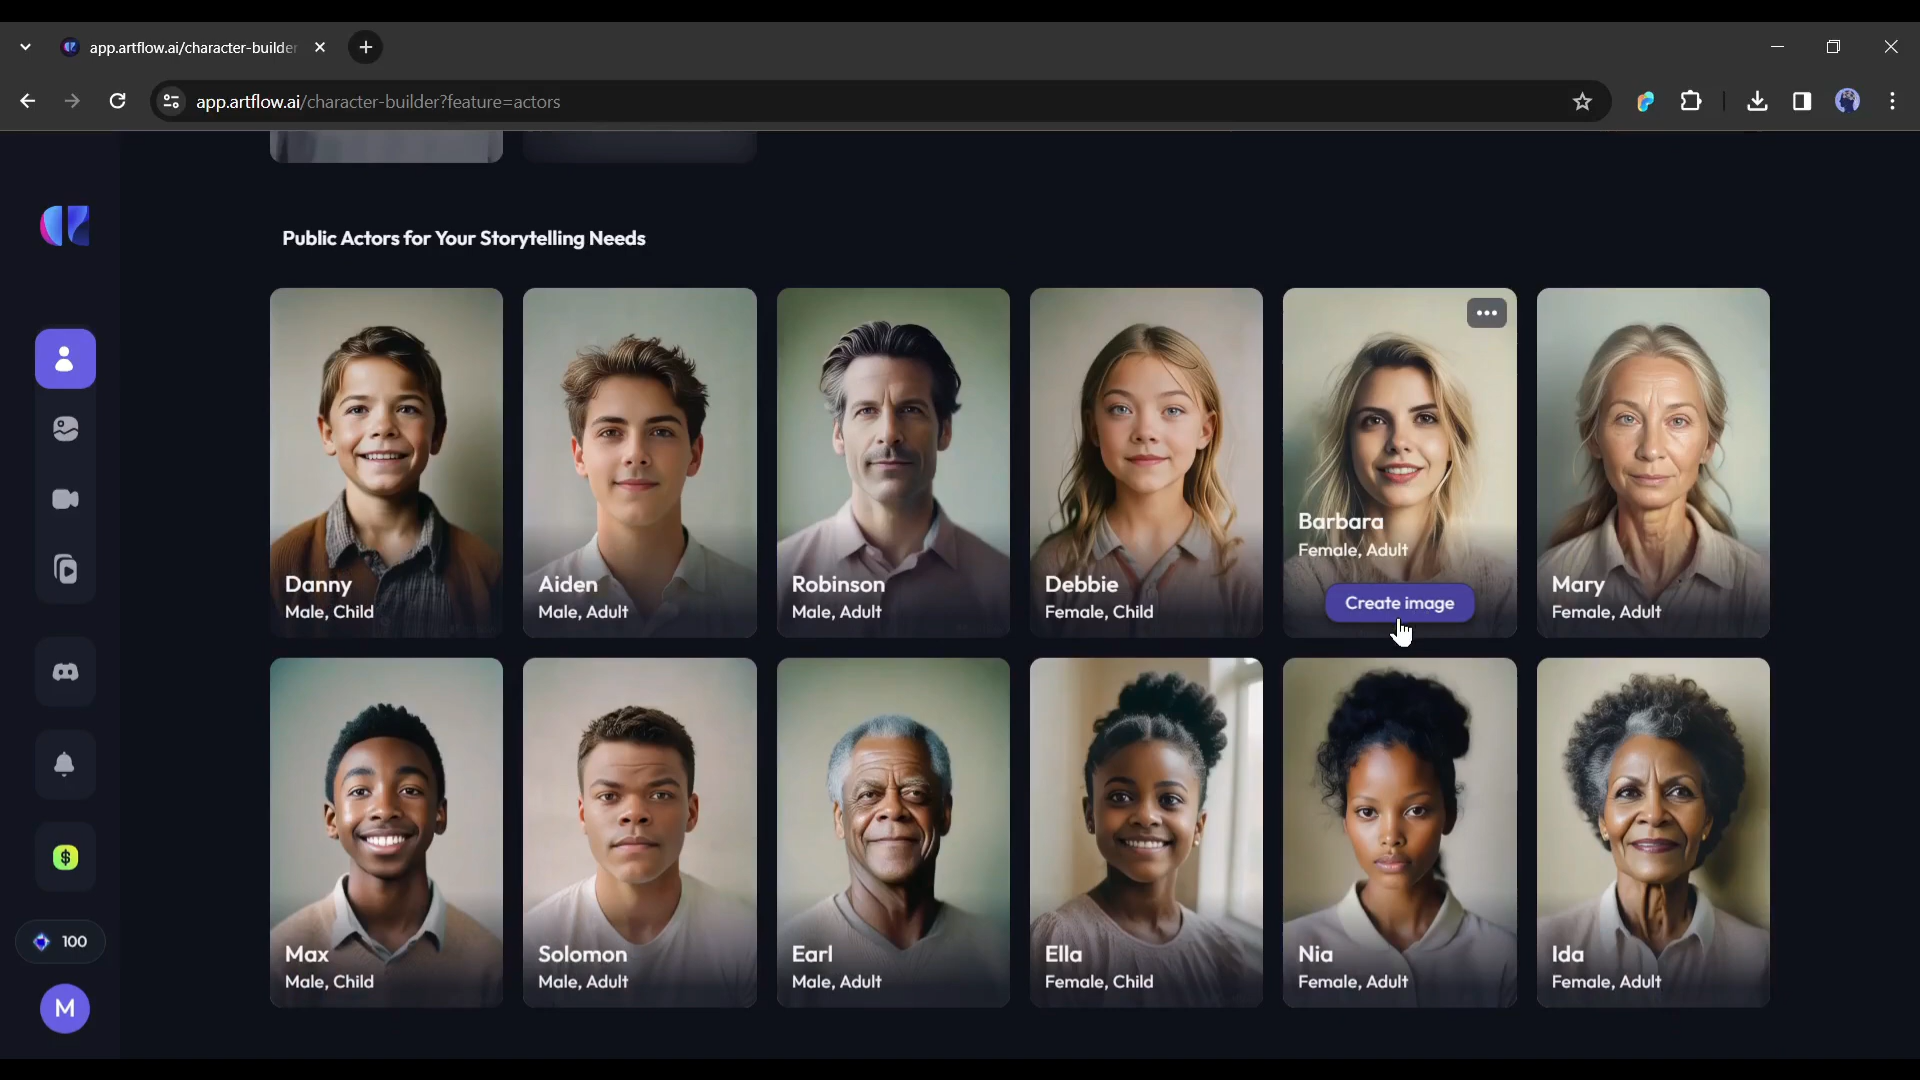 app.artflow.ai/character-builder
app.artflow.ai/character-builder?feature=actors
Public Actors for Your Storytelling Needs
Danny
Male, Child
Aiden
Male, Adult
Robinson
Male, Adult
Debbie
Female, Child
Barbara
Female, Adult
Create image
Mary
Female, Adult
Max
Male, Child
Solomon
Male, Adult
Earl
Male, Adult
Ella
Female, Child
Nia
Female, Adult
Ida
Female, Adult
$
100
M